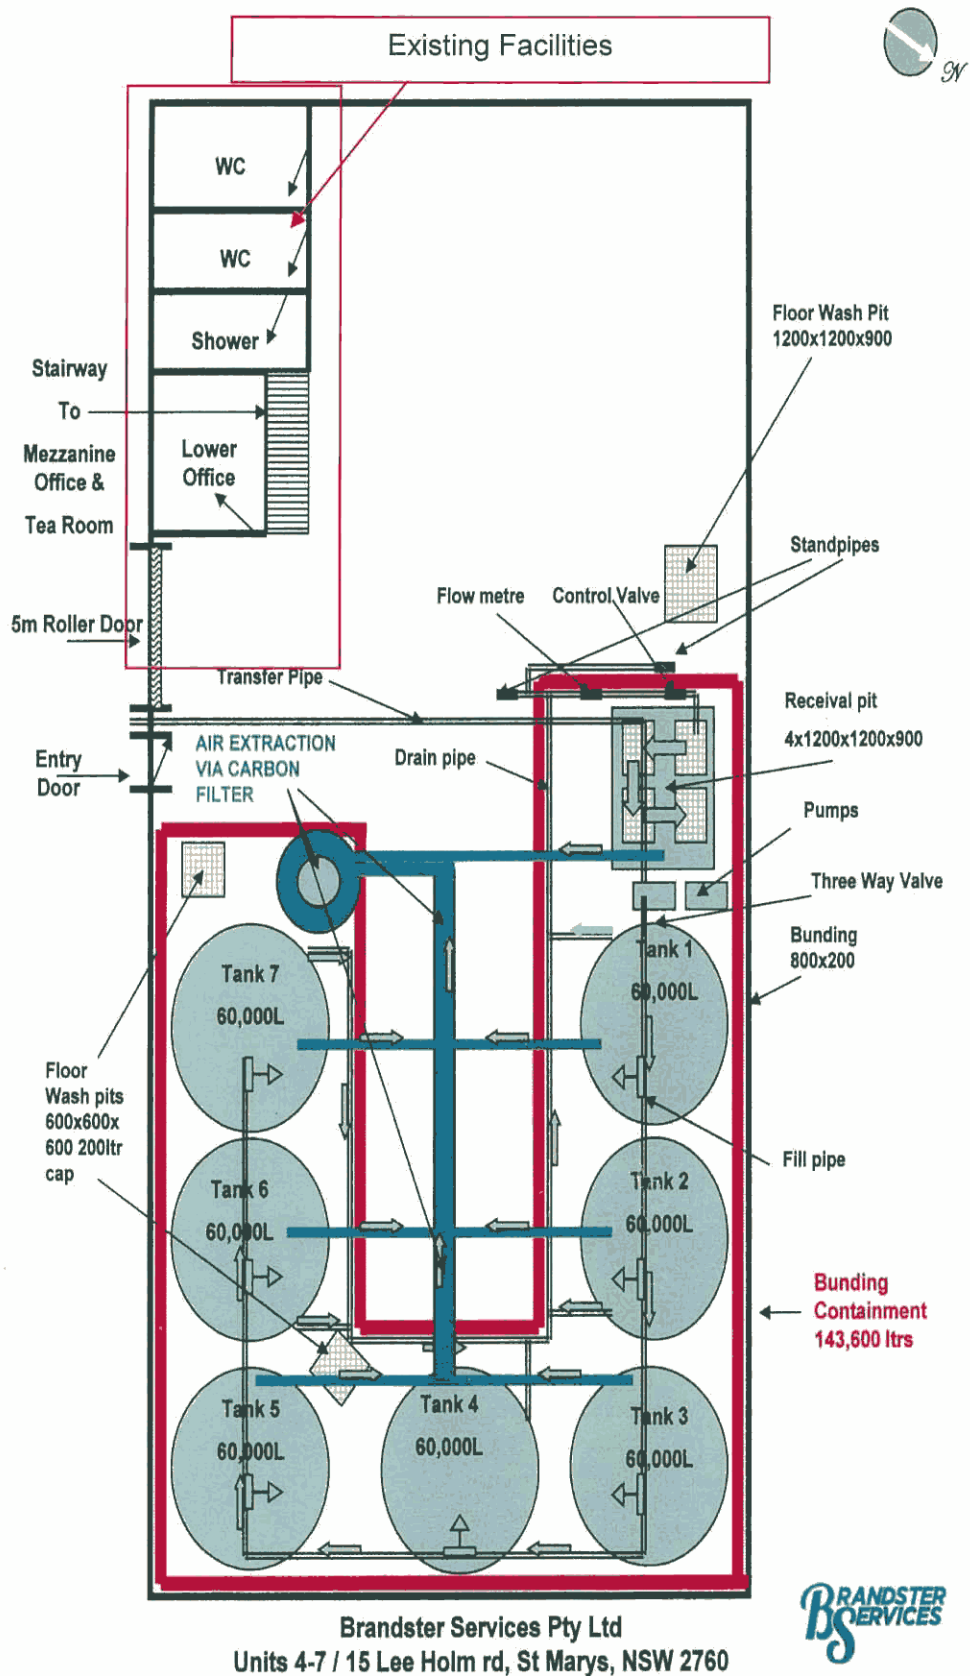 Existing Facilities
N
WC
WC
Shower
Stairway
To
Mezzanine
Office &
Tea Room
Lower
Office
5m Roller Door
Entry
Door
Floor Wash Pit
1200x1200x900
Standpipes
Flow metre
Control Valve
Transfer Pipe
Receival pit
4x1200x1200x900
AIR EXTRACTION
VIA CARBON
FILTER
Drain pipe
Pumps
Three Way Valve
Bunding
800x200
Tank 1
60,000L
Tank 7
60,000L
Floor
Wash pits
600x600x
600 200ltr
cap
Fill pipe
Tank 2
60,000L
Tank 6
60,000L
Bunding
Containment
143,600 ltrs
Tank 5
60,000L
Tank 4
60,000L
Tank 3
60,000L
BRANDSTER
SERVICES
Brandster Services Pty Ltd
Units 4-7 / 15 Lee Holm rd, St Marys, NSW 2760